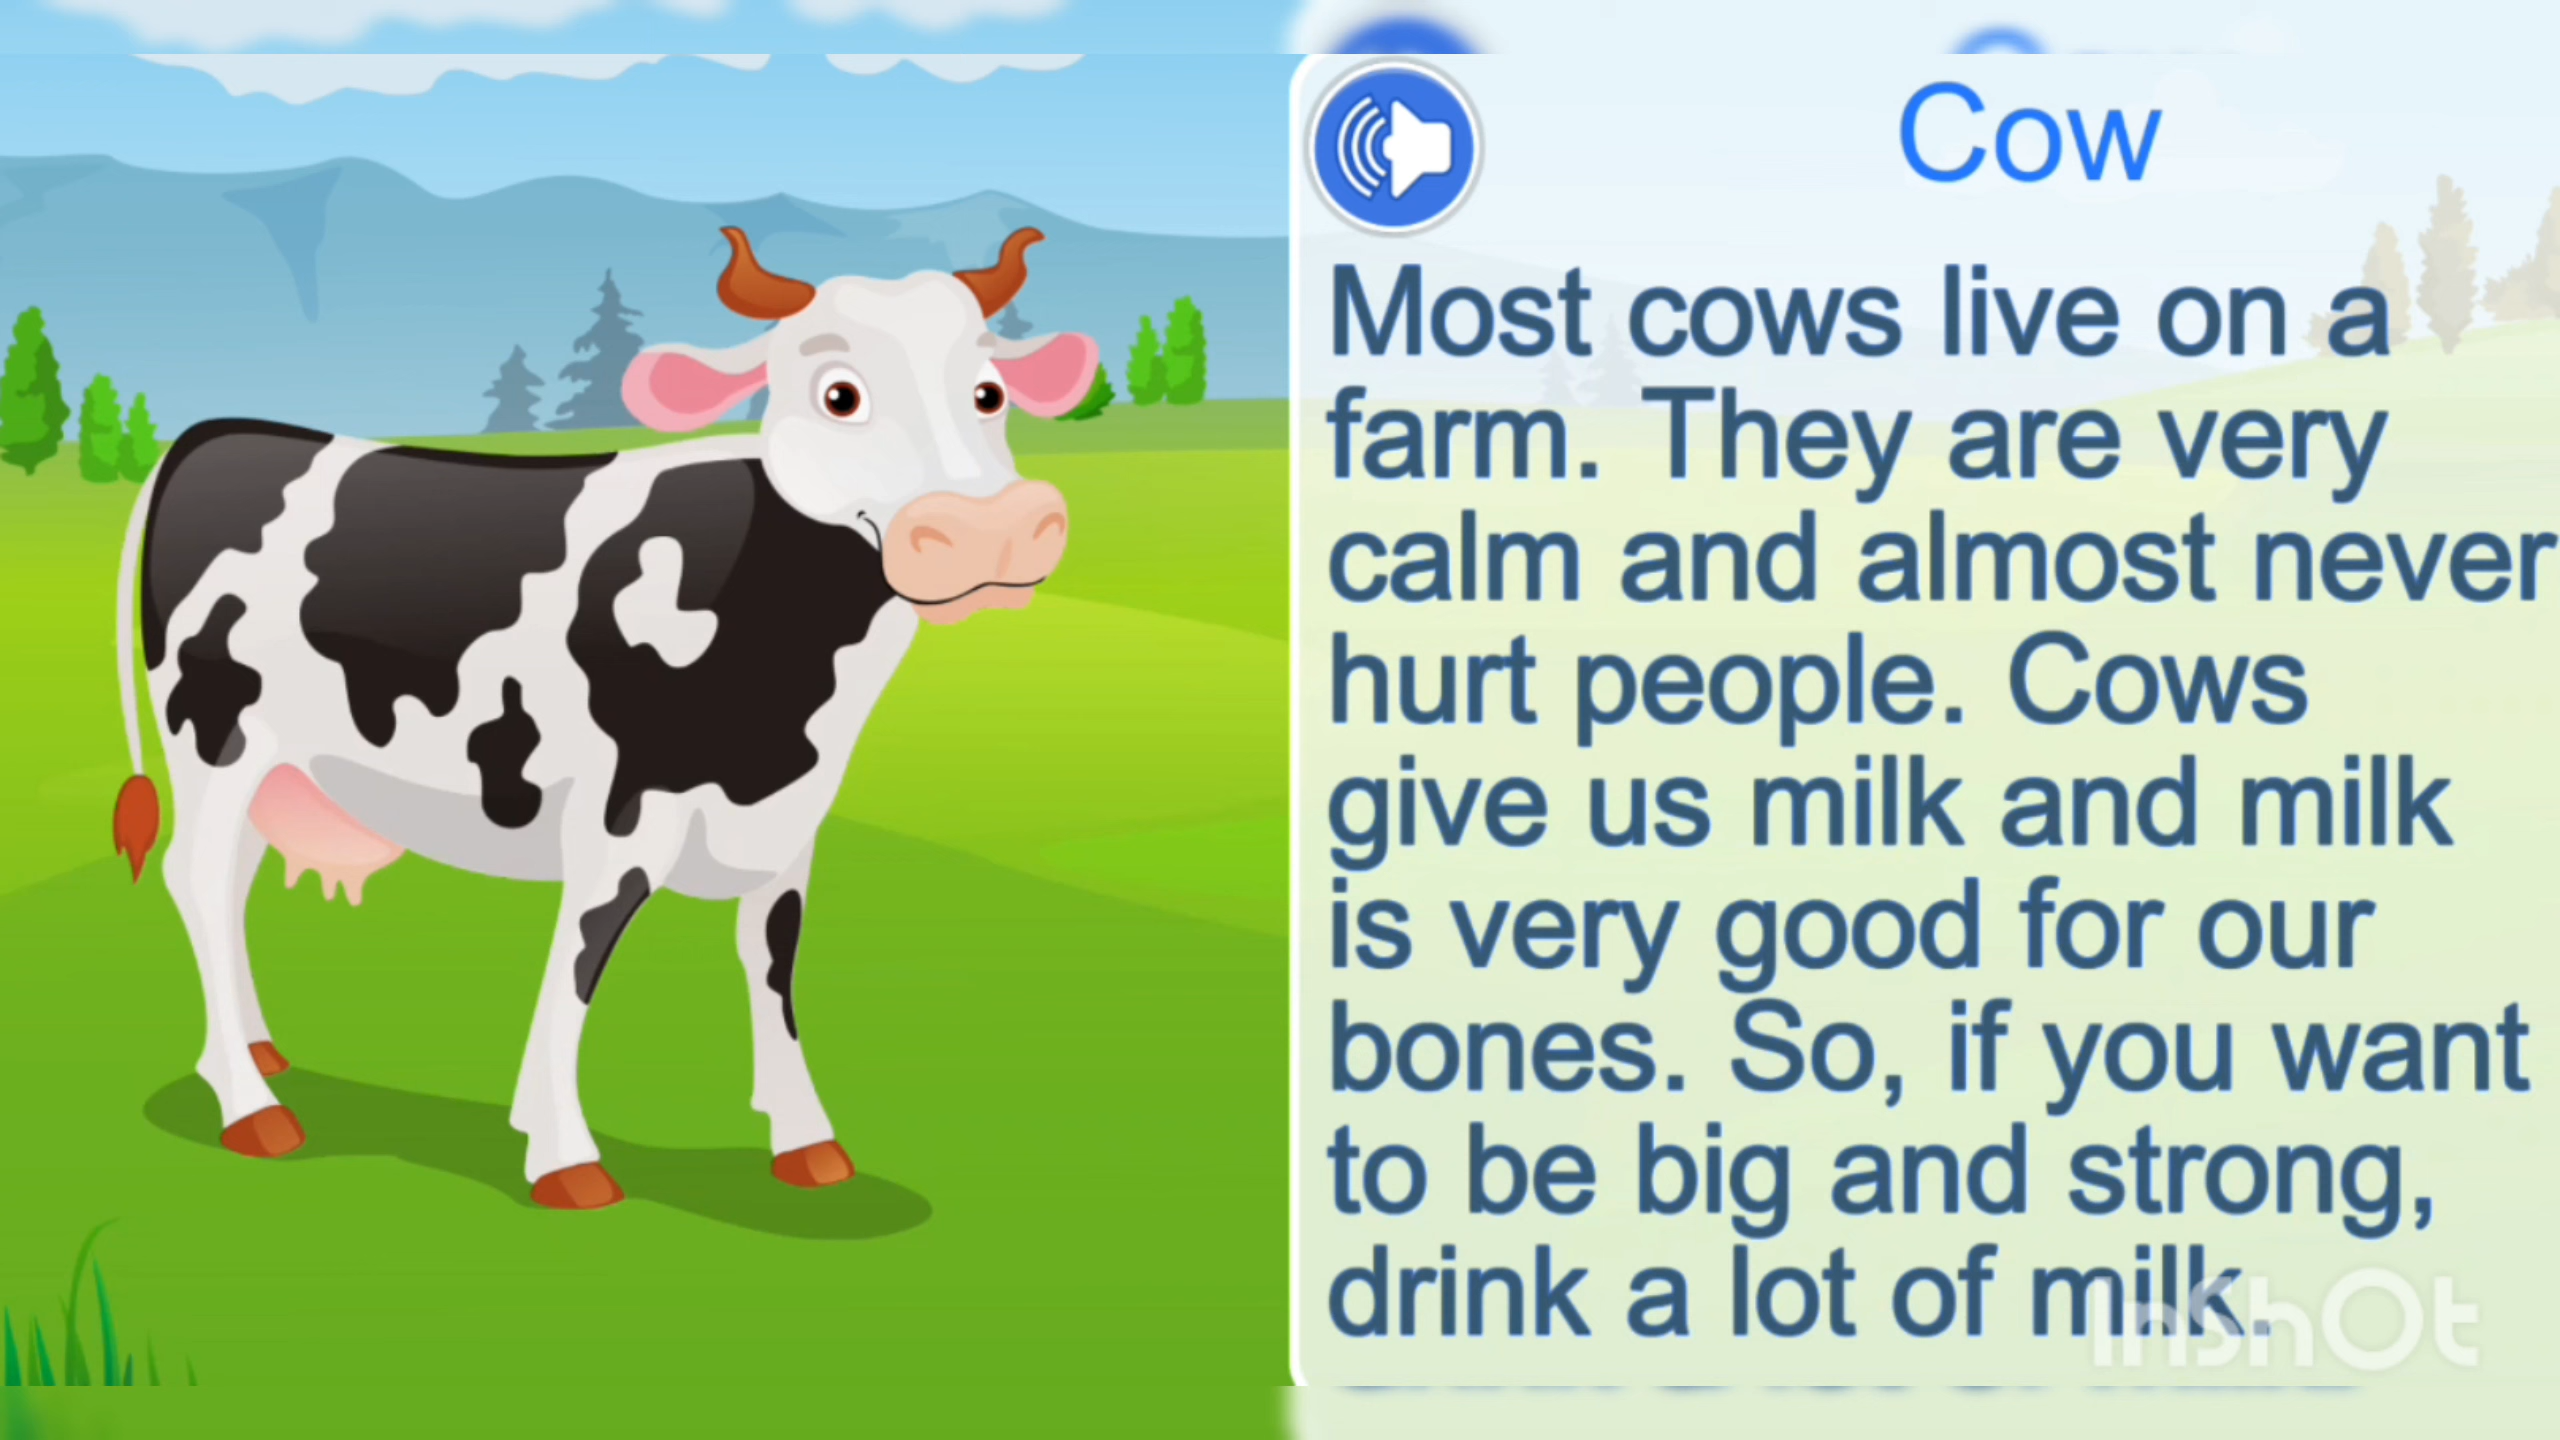 Cow
Most cows live on a
farm. They are very
calm and almost never
hurt people. Cows
give us milk and milk
is very good for our
bones. So, if you want
to be big and strong,
drink a lot of milk.
InShOt